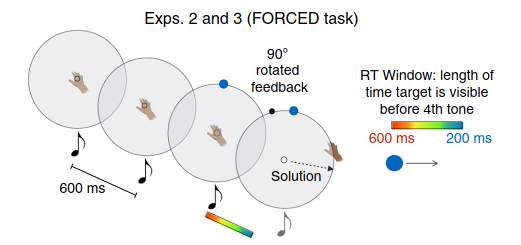 Exps. 2 and 3 (FORCED task)
90°
rotated
feedback
RT Window: length of
time target is visible
before 4th tone
600 ms
200 ms
Solution
600 ms